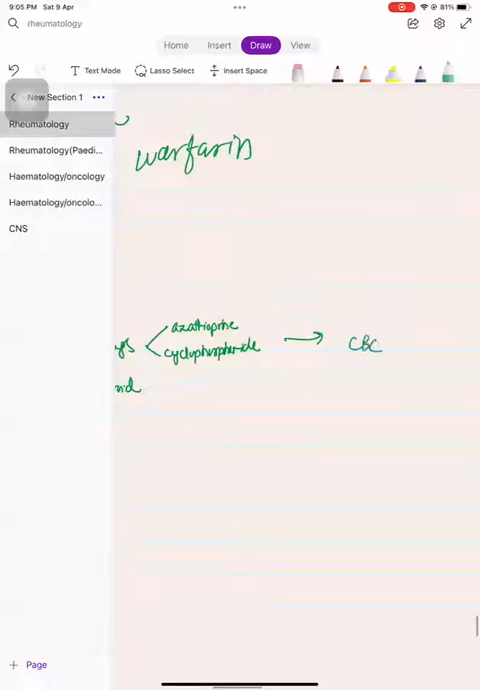 9:05 PM Sat 9 Apr
81%
rheumatology
Home Insert Draw View
Text Mode Lasso Select Insert Space
New Section 1
Rheumatology
Rheumatology(Paedi...
Haematology/oncology
Haematology/oncolo...
CNS
warfarin
azathioprine
cyclophosphamide → CBC
Page